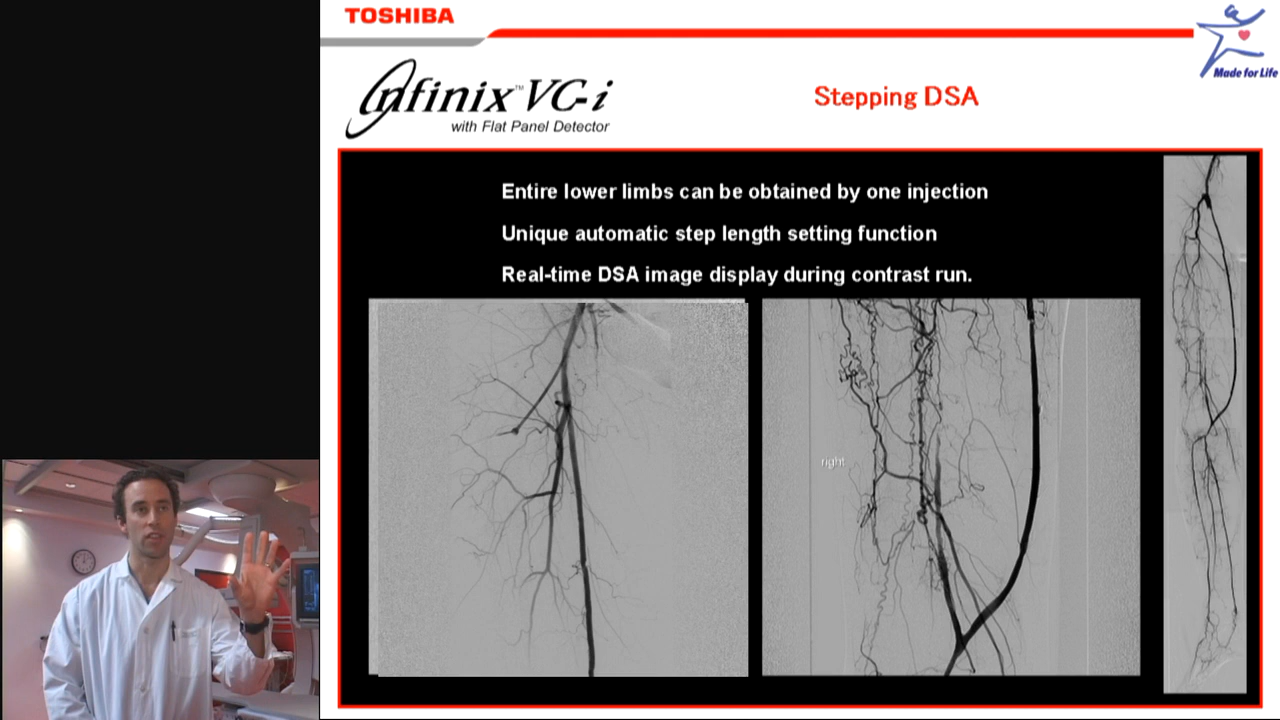 TOSHIBA
Made for Life
Infinix™ VC-i
with Flat Panel Detector
Stepping DSA
Entire lower limbs can be obtained by one injection
Unique automatic step length setting function
Real-time DSA image display during contrast run.
right